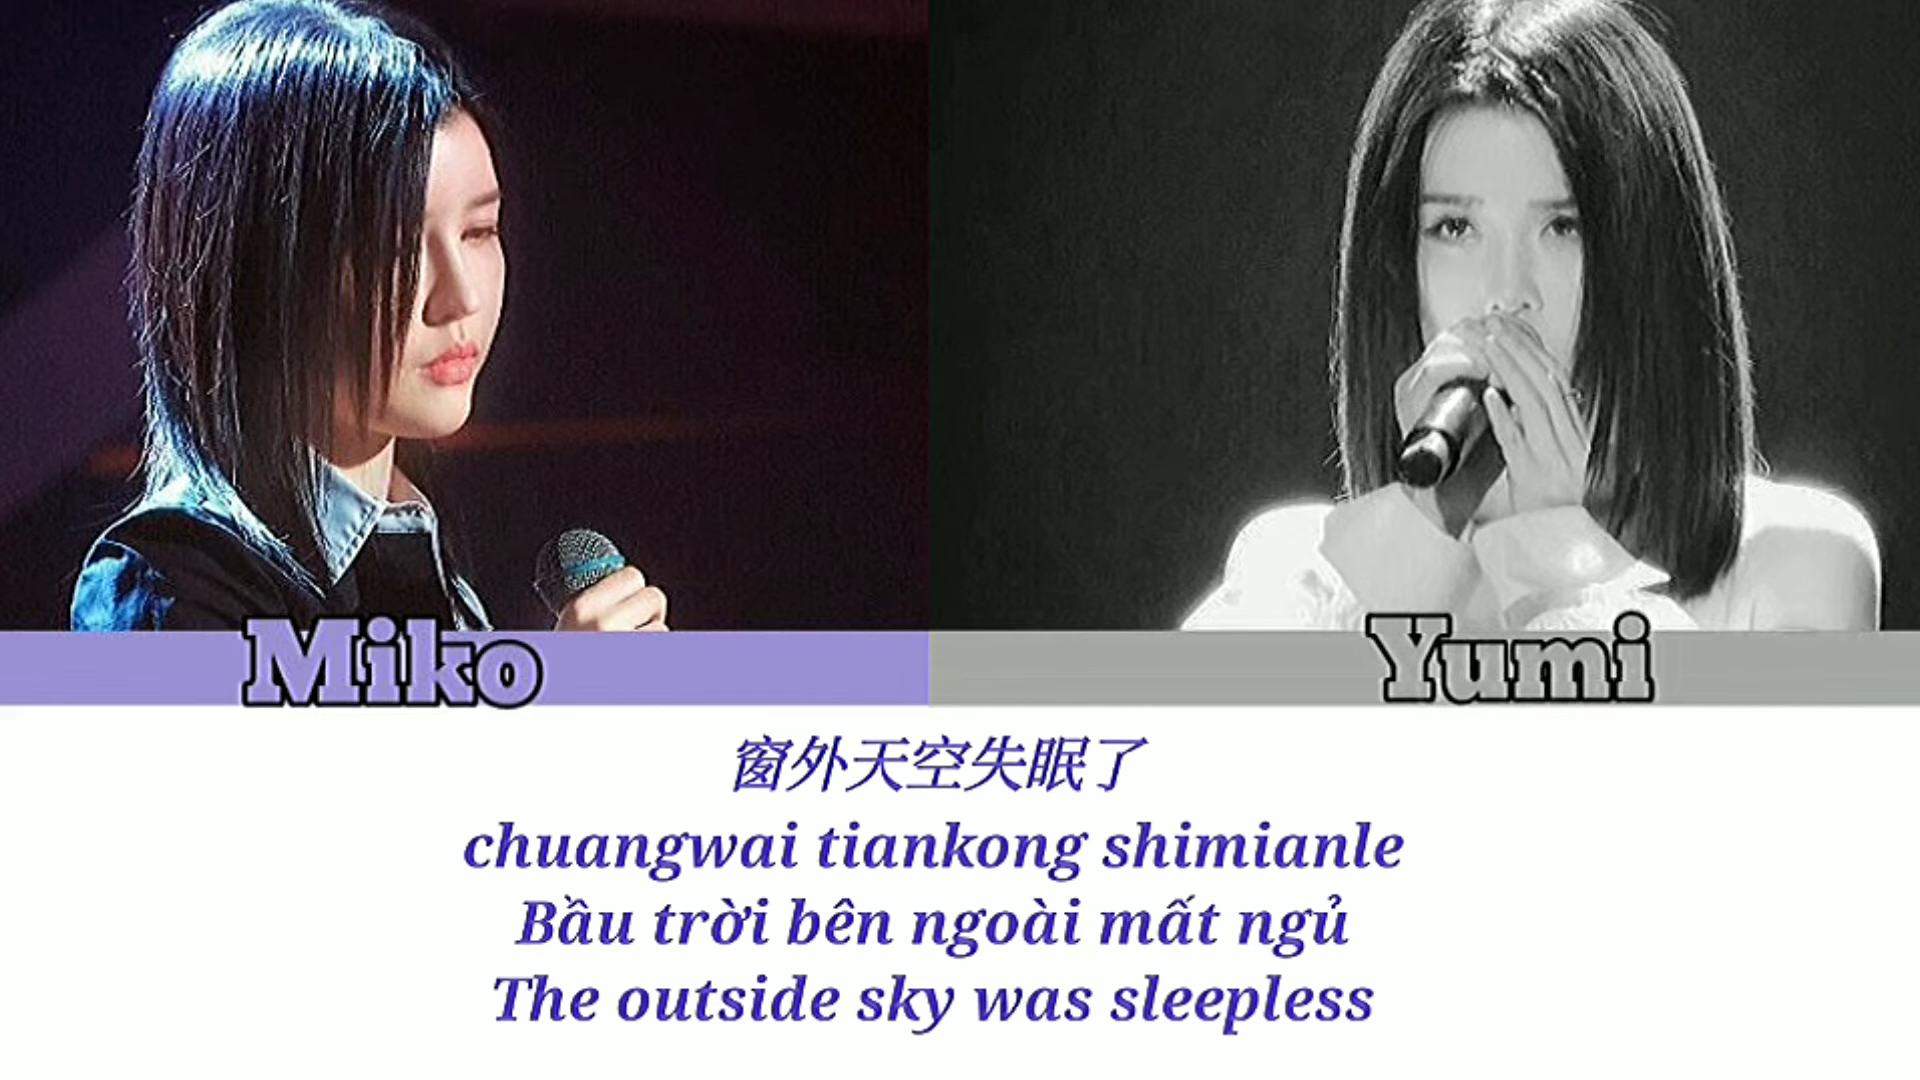 Miko
Yumi
窗外天空失眠了
chuangwai tiankong shimianle
Bầu trời bên ngoài mất ngủ
The outside sky was sleepless